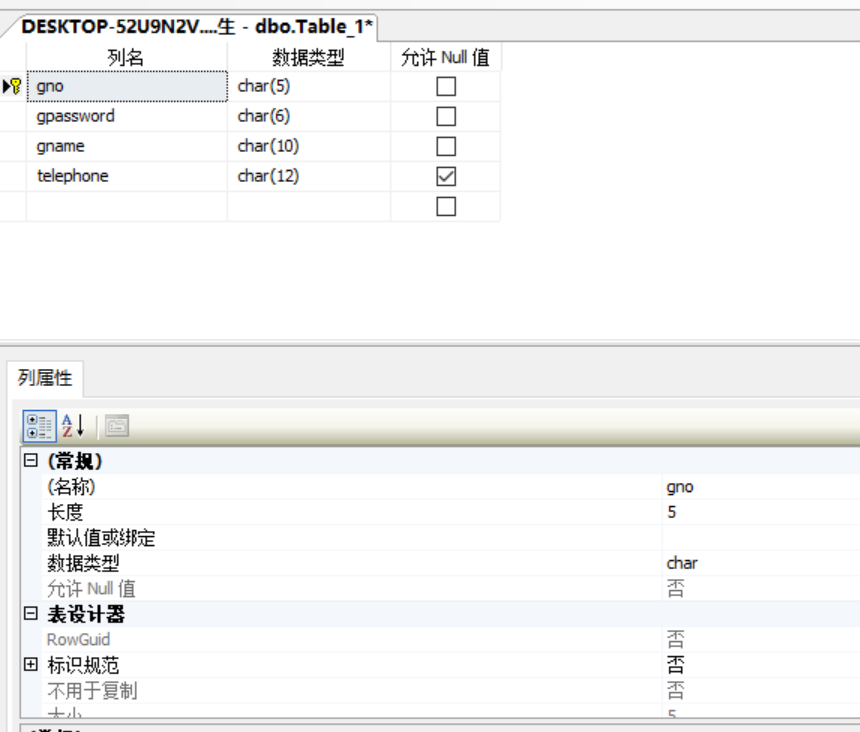 DESKTOP-52U9N2V....生 - dbo.Table_1*
列名 数据类型 允许 Null 值
gno char(5)
gpassword char(6)
gname char(10)
telephone char(12)
列属性
(常规)
(名称) gno
长度 5
默认值或绑定
数据类型 char
允许 Null 值 否
表设计器
RowGuid 否
标识规范 否
不用于复制 否
大小 5
(常规)